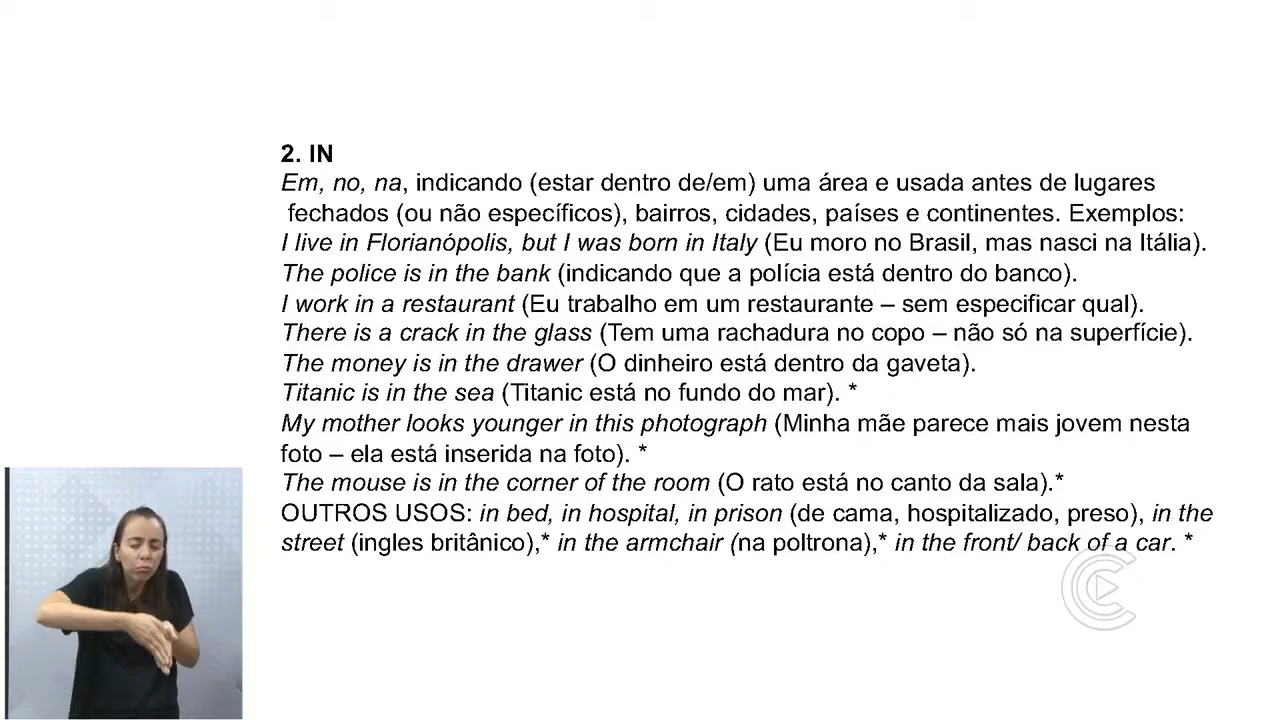 2. IN
Em, no, na, indicando (estar dentro de/em) uma área e usada antes de lugares
fechados (ou não específicos), bairros, cidades, países e continentes. Exemplos:
I live in Florianópolis, but I was born in Italy (Eu moro no Brasil, mas nasci na Itália).
The police is in the bank (indicando que a polícia está dentro do banco).
I work in a restaurant (Eu trabalho em um restaurante – sem especificar qual).
There is a crack in the glass (Tem uma rachadura no copo – não só na superfície).
The money is in the drawer (O dinheiro está dentro da gaveta).
Titanic is in the sea (Titanic está no fundo do mar). *
My mother looks younger in this photograph (Minha mãe parece mais jovem nesta
foto – ela está inserida na foto). *
The mouse is in the corner of the room (O rato está no canto da sala).*
OUTROS USOS: in bed, in hospital, in prison (de cama, hospitalizado, preso), in the
street (ingles britânico),* in the armchair (na poltrona),* in the front/ back of a car. *